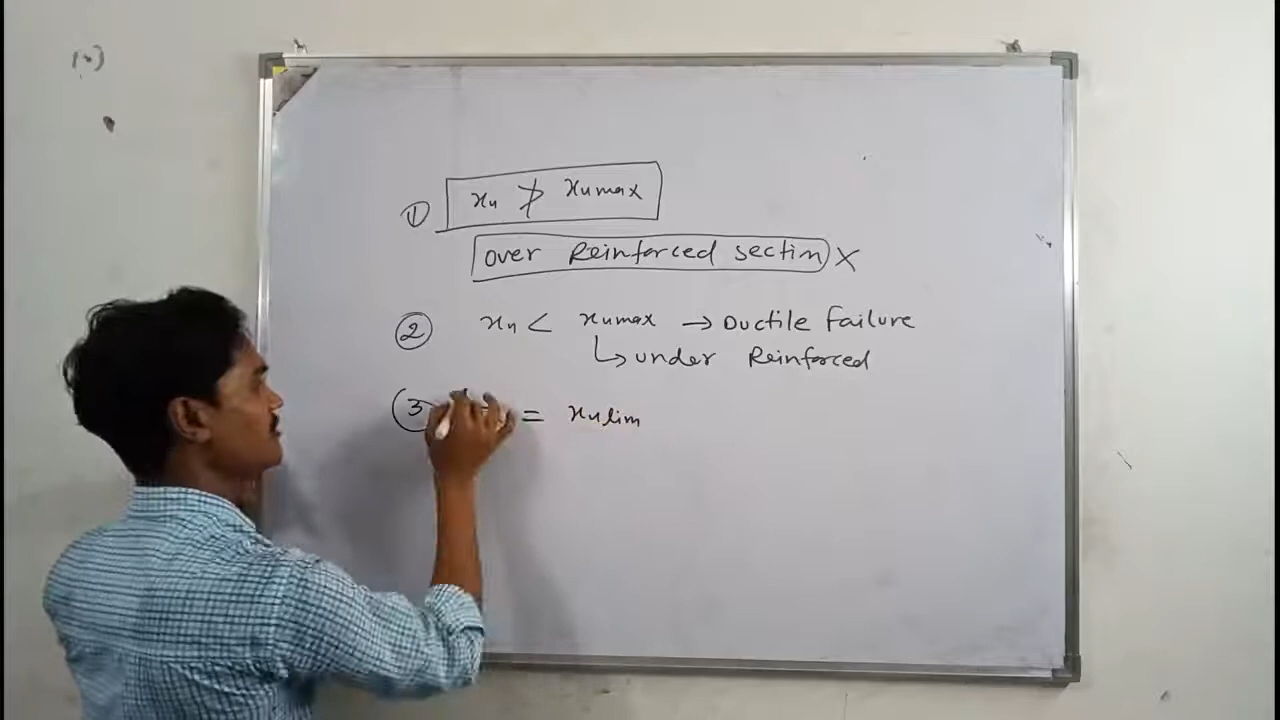 (x)
① xu ≯ xumax
over Reinforced section X
② xu < xumax → Ductile Failure
↳ under Reinforced
③ = xulim